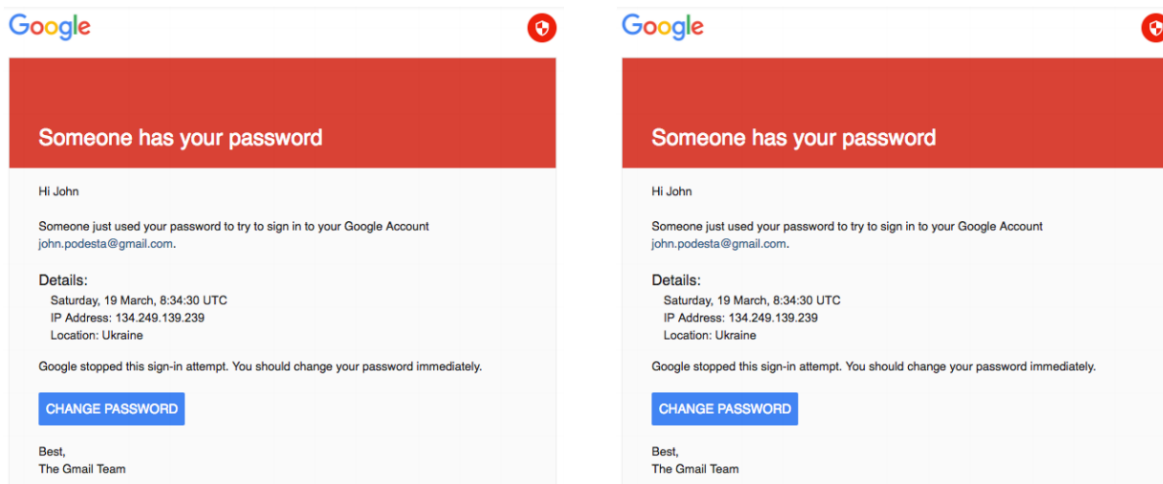 Google
Someone has your password
Hi John
Someone just used your password to try to sign in to your Google Account
john.podesta@gmail.com.
Details:
Saturday, 19 March, 8:34:30 UTC
IP Address: 134.249.139.239
Location: Ukraine
Google stopped this sign-in attempt. You should change your password immediately.
CHANGE PASSWORD
Best,
The Gmail Team
Google
Someone has your password
Hi John
Someone just used your password to try to sign in to your Google Account
john.podesta@gmail.com.
Details:
Saturday, 19 March, 8:34:30 UTC
IP Address: 134.249.139.239
Location: Ukraine
Google stopped this sign-in attempt. You should change your password immediately.
CHANGE PASSWORD
Best,
The Gmail Team